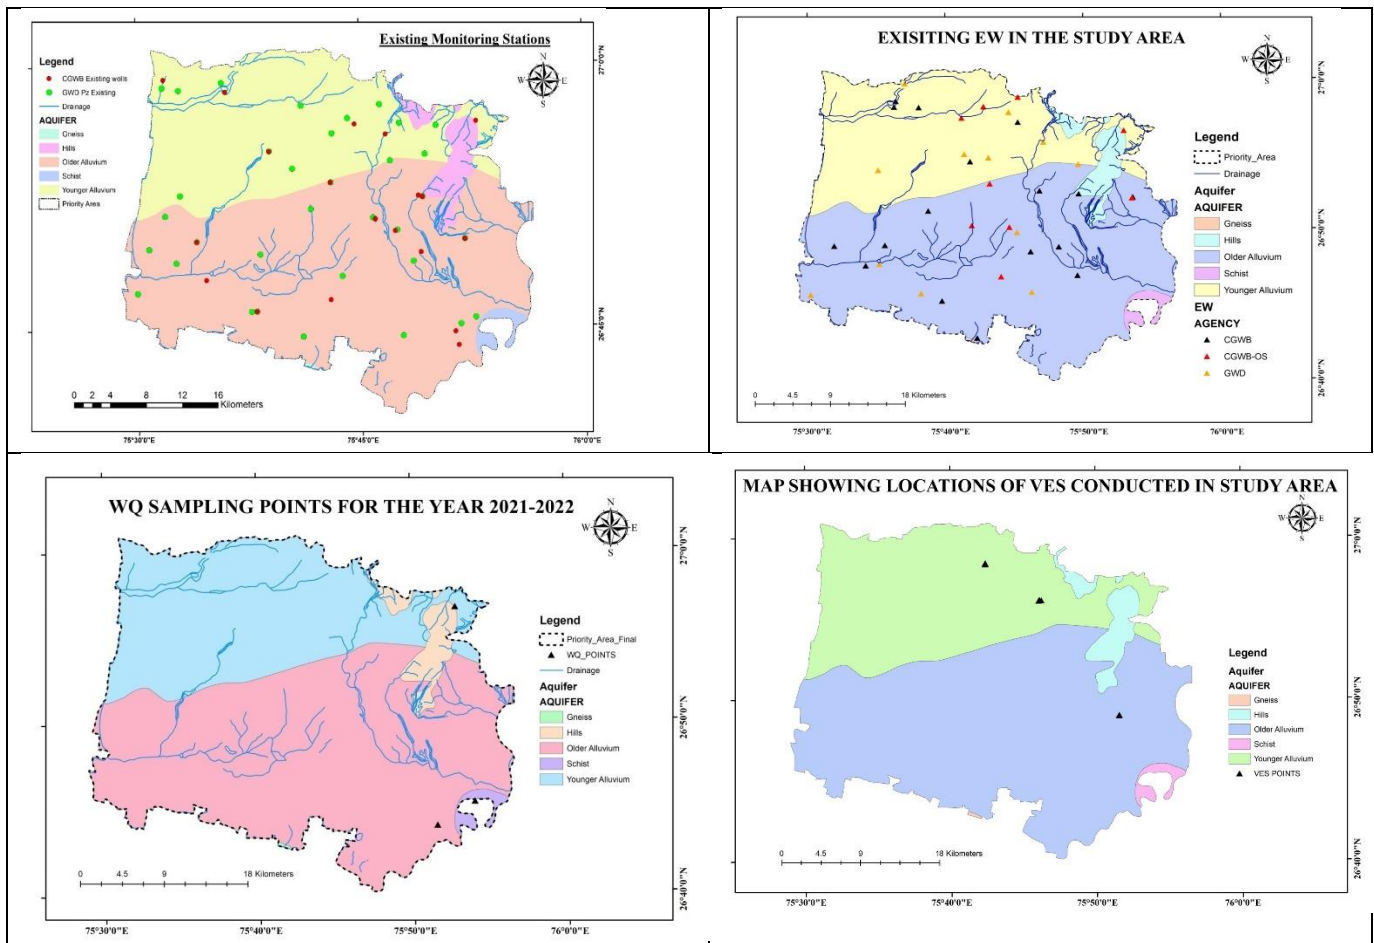 Existing Monitoring Stations
N
W
E
S
27°0'0"N
26°45'0"N
Legend
CGWB Existing wells
GWD Pz Existing
Drainage
AQUIFER
Gneiss
Hills
Older Alluvium
Schist
Younger Alluvium
Priority Area
0 2 4 8 12 16
Kilometers
75°30'0"E 75°45'0"E 76°0'0"E
EXISITING EW IN THE STUDY AREA
N
W
E
S
27°0'0"N
26°50'0"N
26°40'0"N
Legend
Priority_Area
Drainage
Aquifer
AQUIFER
Gneiss
Hills
Older Alluvium
Schist
Younger Alluvium
EW
AGENCY
CGWB
CGWB-OS
GWD
0 4.5 9 18 Kilometers
75°30'0"E 75°40'0"E 75°50'0"E 76°0'0"E
WQ SAMPLING POINTS FOR THE YEAR 2021-2022
N
W
E
S
27°0'0"N
26°50'0"N
26°40'0"N
Legend
Priority_Area_Final
WQ_POINTS
Drainage
Aquifer
AQUIFER
Gneiss
Hills
Older Alluvium
Schist
Younger Alluvium
0 4.5 9 18 Kilometers
75°30'0"E 75°40'0"E 75°50'0"E 76°0'0"E
MAP SHOWING LOCATIONS OF VES CONDUCTED IN STUDY AREA
N
W
E
S
27°0'0"N
26°50'0"N
26°40'0"N
Legend
Aquifer
AQUIFER
Gneiss
Hills
Older Alluvium
Schist
Younger Alluvium
VES POINTS
0 4.5 9 18 Kilometers
75°30'0"E 75°40'0"E 75°50'0"E 76°0'0"E